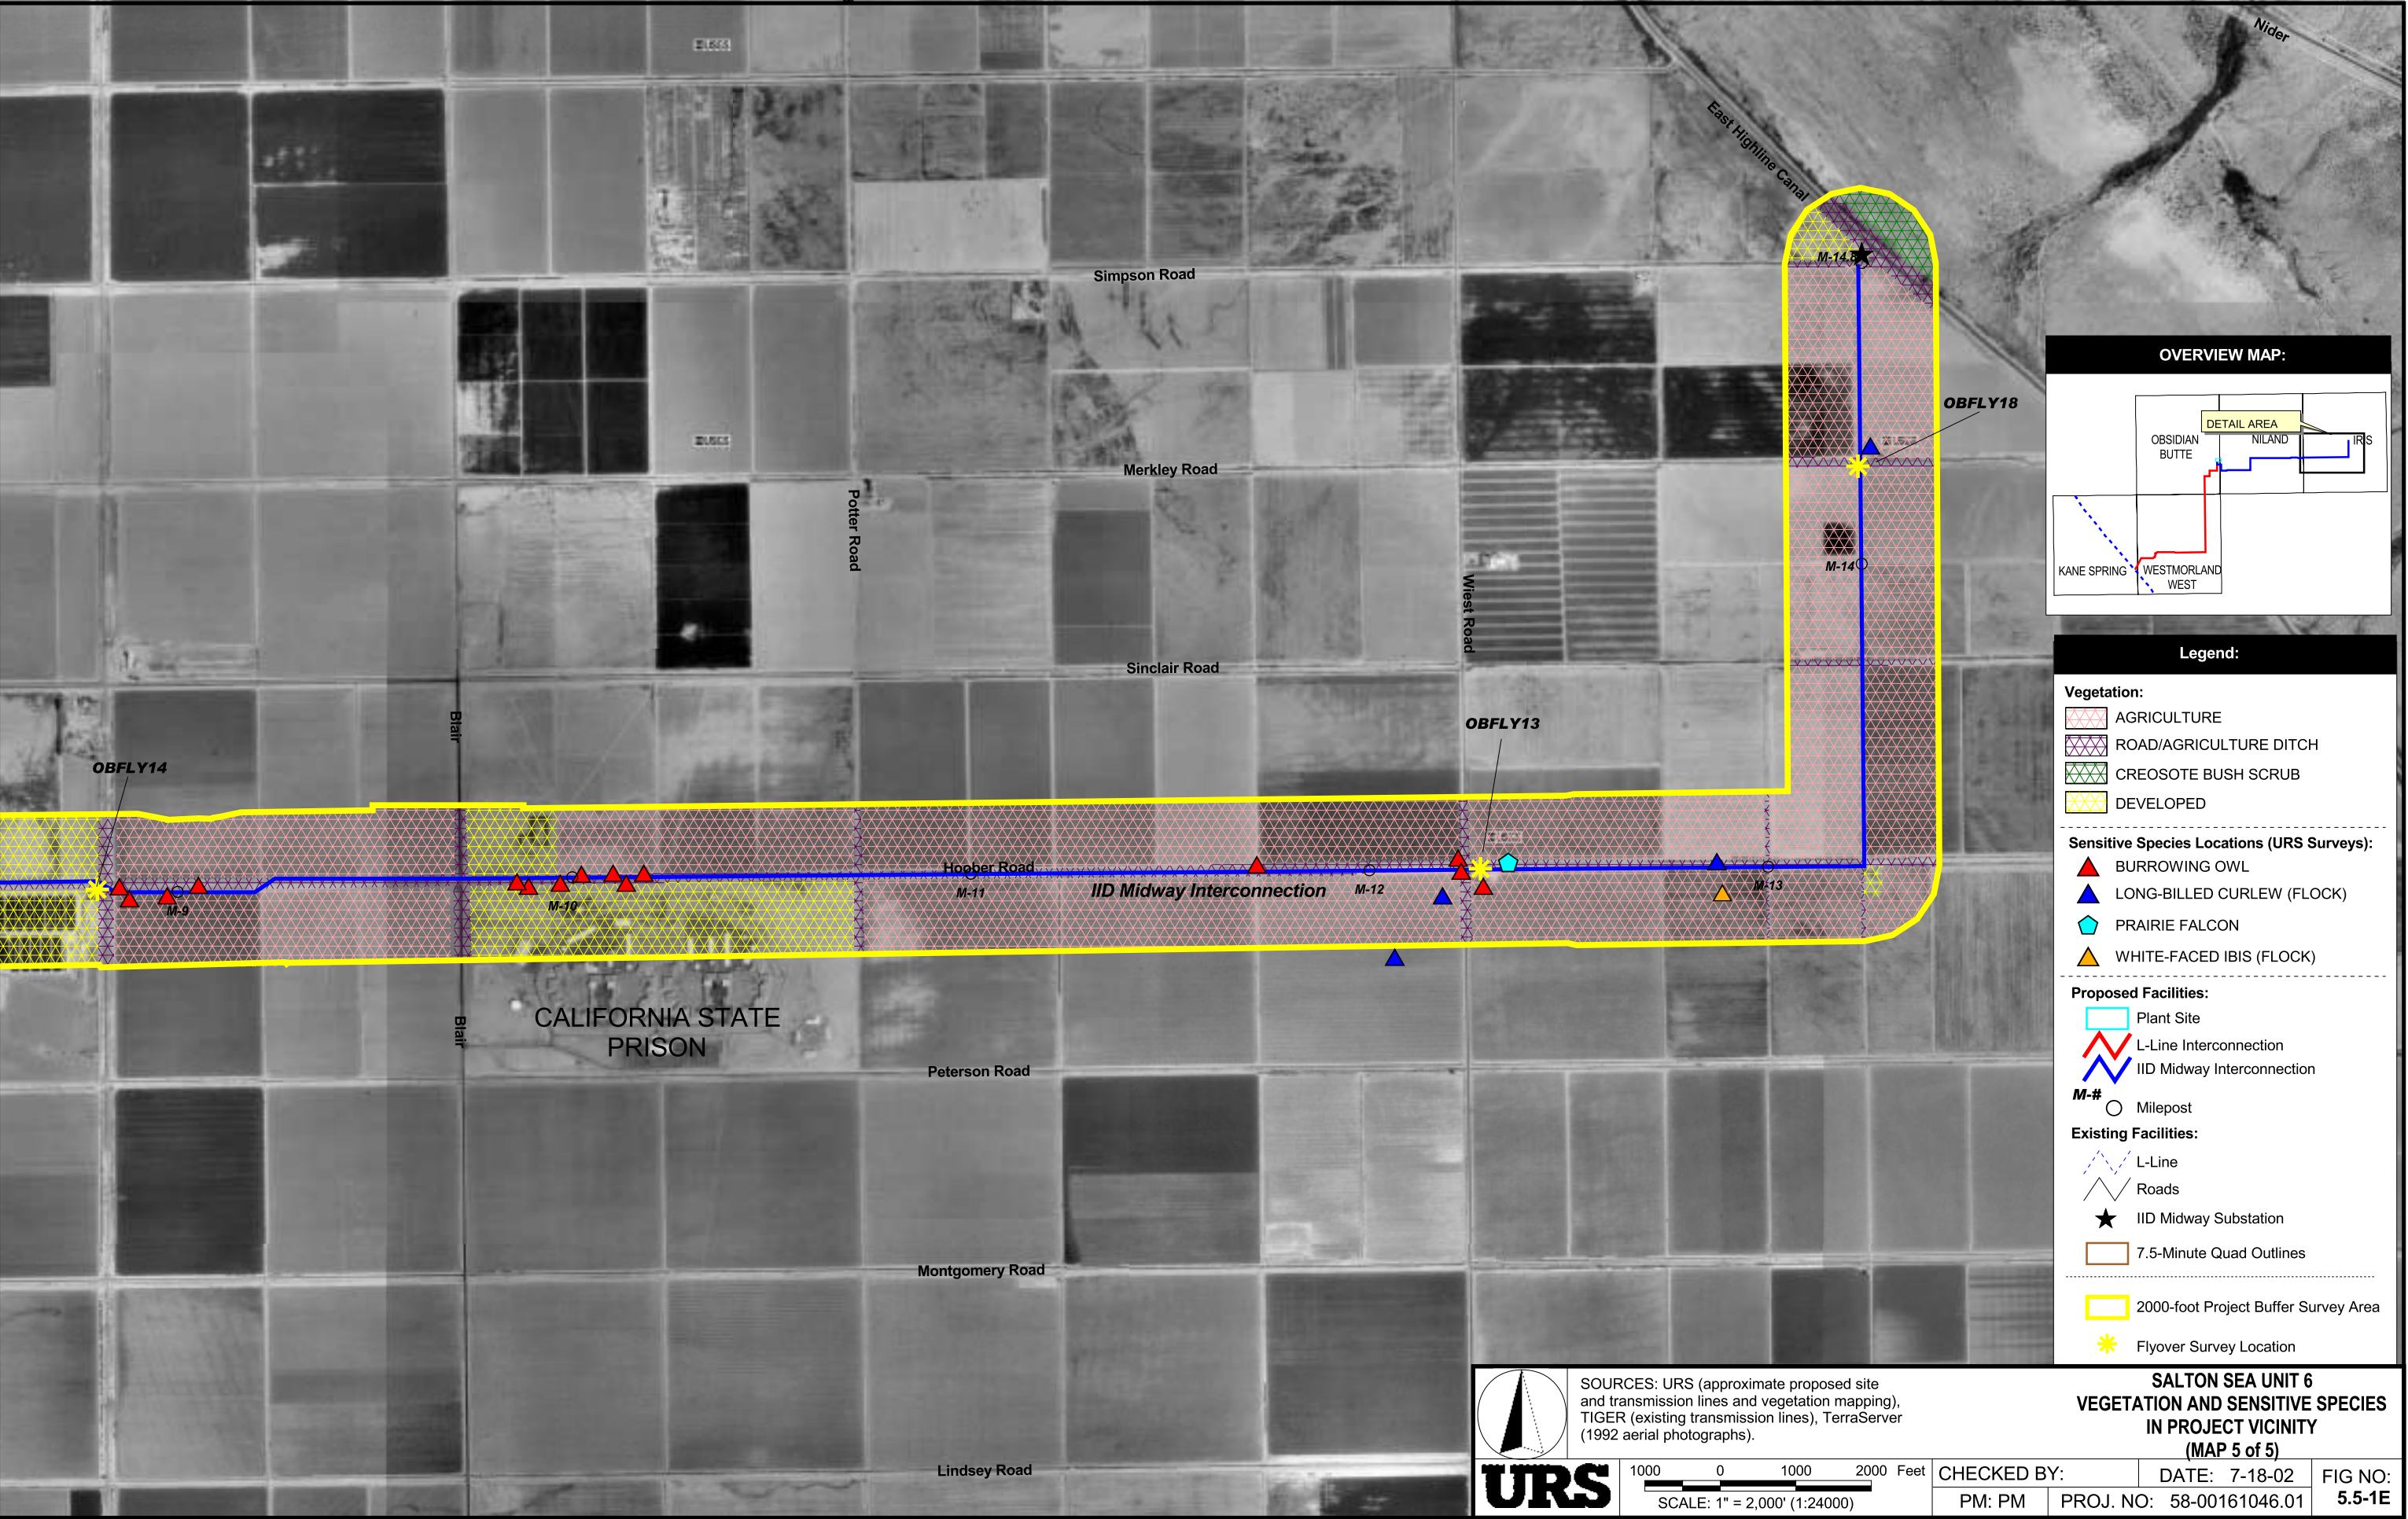 USGS
Nider
East Highline Canal
Simpson Road
M-14.8
OBFLY18
USGS
Merkley Road
Potter Road
Wiest Road
M-14
Sinclair Road
Blair
OBFLY13
OBFLY14
Hoober Road
M-9
M-10
M-11
IID Midway Interconnection
M-12
M-13
CALIFORNIA STATE
PRISON
Blair
Peterson Road
Montgomery Road
Lindsey Road
OVERVIEW MAP:
DETAIL AREA
OBSIDIAN
BUTTE
NILAND
IRIS
KANE SPRING
WESTMORLAND
WEST
Legend:
Vegetation:
AGRICULTURE
ROAD/AGRICULTURE DITCH
CREOSOTE BUSH SCRUB
DEVELOPED
Sensitive Species Locations (URS Surveys):
BURROWING OWL
LONG-BILLED CURLEW (FLOCK)
PRAIRIE FALCON
WHITE-FACED IBIS (FLOCK)
Proposed Facilities:
Plant Site
L-Line Interconnection
IID Midway Interconnection
M-#
Milepost
Existing Facilities:
L-Line
Roads
IID Midway Substation
7.5-Minute Quad Outlines
2000-foot Project Buffer Survey Area
Flyover Survey Location
SOURCES: URS (approximate proposed site
and transmission lines and vegetation mapping),
TIGER (existing transmission lines), TerraServer
(1992 aerial photographs).
SALTON SEA UNIT 6
VEGETATION AND SENSITIVE SPECIES
IN PROJECT VICINITY
(MAP 5 of 5)
URS
1000 0 1000 2000 Feet
SCALE: 1" = 2,000' (1:24000)
CHECKED BY:
DATE: 7-18-02
PM: PM
PROJ. NO: 58-00161046.01
FIG NO:
5.5-1E